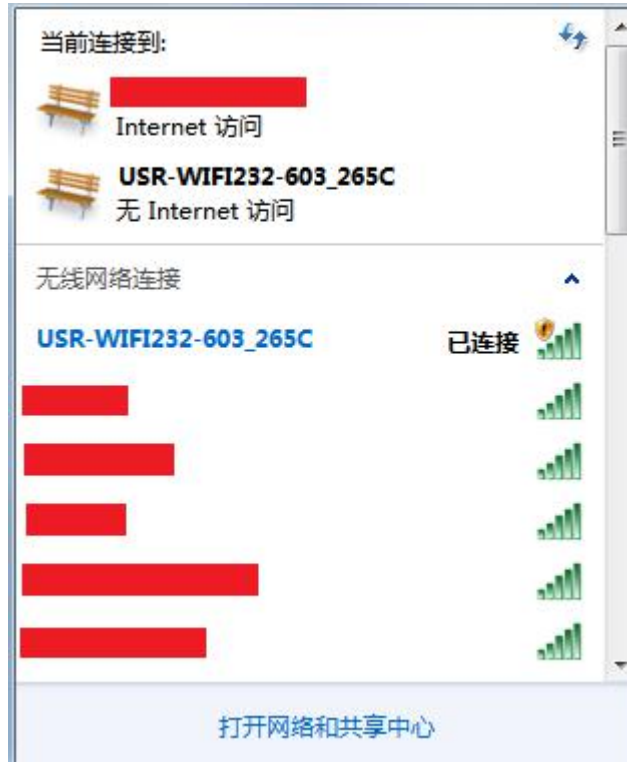 当前连接到:
Internet 访问
USR-WIFI232-603_265C
无 Internet 访问
无线网络连接
USR-WIFI232-603_265C 已连接
打开网络和共享中心